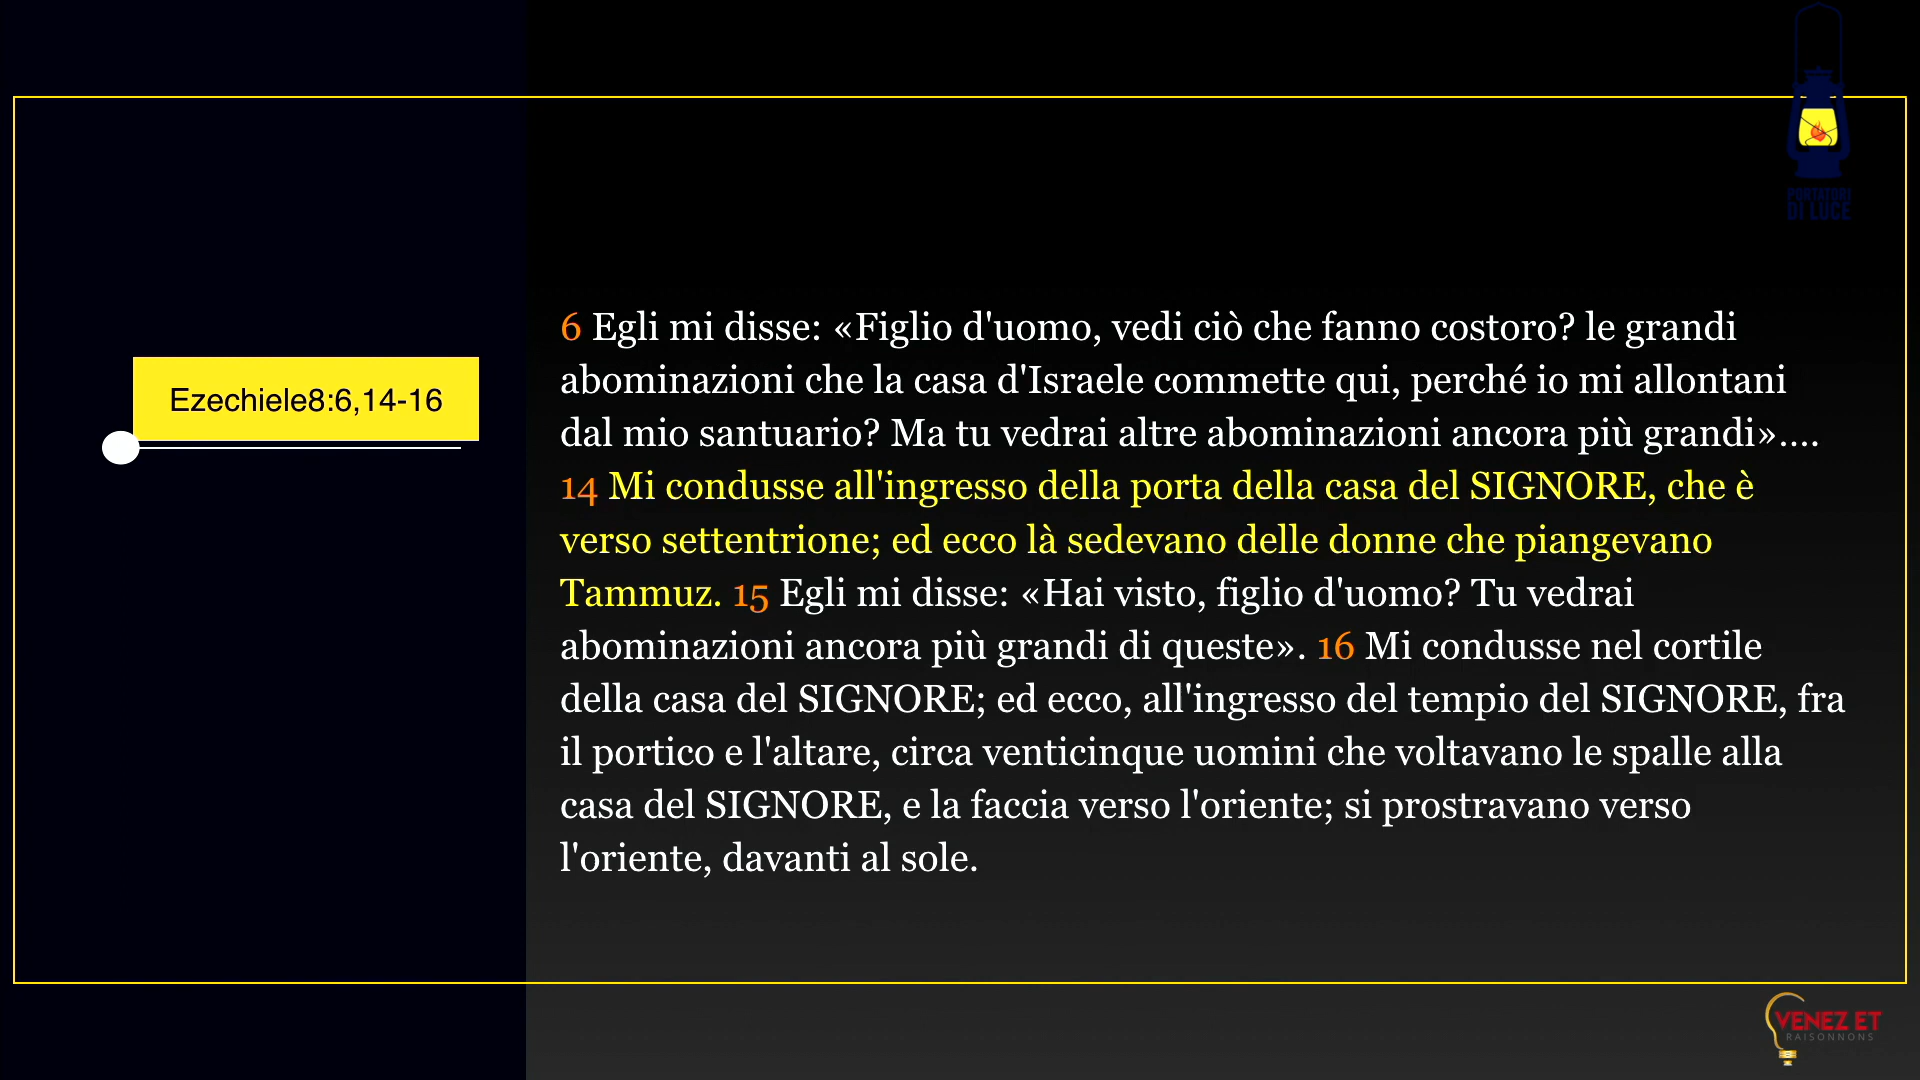 PORTATORI
DI LUCE
Ezechiele8:6,14-16
6 Egli mi disse: «Figlio d'uomo, vedi ciò che fanno costoro? le grandi
abominazioni che la casa d'Israele commette qui, perché io mi allontani
dal mio santuario? Ma tu vedrai altre abominazioni ancora più grandi»....
14 Mi condusse all'ingresso della porta della casa del SIGNORE, che è
verso settentrione; ed ecco là sedevano delle donne che piangevano
Tammuz. 15 Egli mi disse: «Hai visto, figlio d'uomo? Tu vedrai
abominazioni ancora più grandi di queste». 16 Mi condusse nel cortile
della casa del SIGNORE; ed ecco, all'ingresso del tempio del SIGNORE, fra
il portico e l'altare, circa venticinque uomini che voltavano le spalle alla
casa del SIGNORE, e la faccia verso l'oriente; si prostravano verso
l'oriente, davanti al sole.
VENEZ ET
RAISONNONS